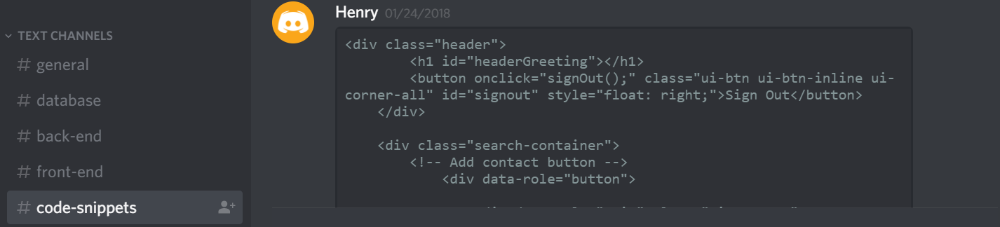 TEXT CHANNELS
# general
# database
# back-end
# front-end
# code-snippets
Henry 01/24/2018
<div class="header">
<h1 id="headerGreeting"></h1>
<button onclick="signOut();" class="ui-btn ui-btn-inline ui-
corner-all" id="signout" style="float: right;">Sign Out</button>
</div>
<div class="search-container">
<!-- Add contact button -->
<div data-role="button">